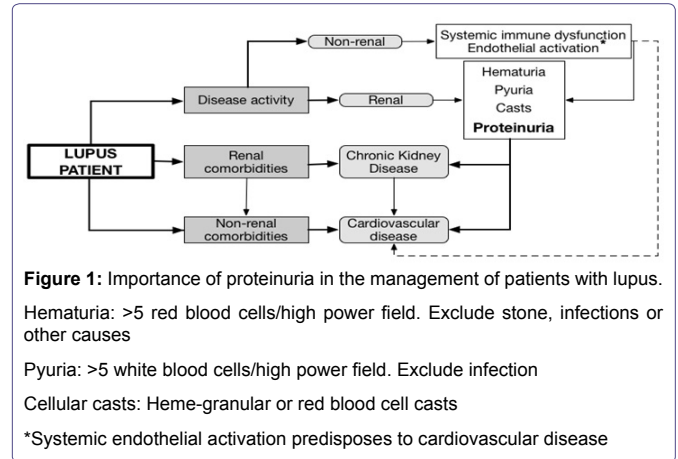 Non-renal
Systemic immune dysfunction
Endothelial activation*
Hematuria
Pyuria
Casts
Proteinuria
Disease activity
Renal
LUPUS
PATIENT
Renal
comorbidities
Chronic Kidney
Disease
Non-renal
comorbidities
Cardiovascular
disease
Figure 1: Importance of proteinuria in the management of patients with lupus.
Hematuria: >5 red blood cells/high power field. Exclude stone, infections or
other causes
Pyuria: >5 white blood cells/high power field. Exclude infection
Cellular casts: Heme-granular or red blood cell casts
*Systemic endothelial activation predisposes to cardiovascular disease